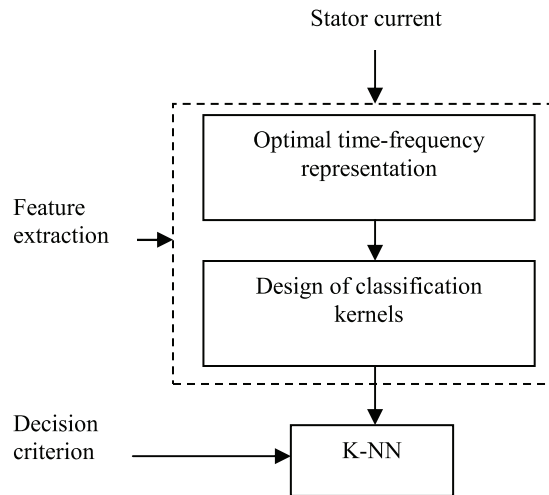 Stator current
Optimal time-frequency
representation
Feature
extraction
Design of classification
kernels
Decision
criterion
K-NN